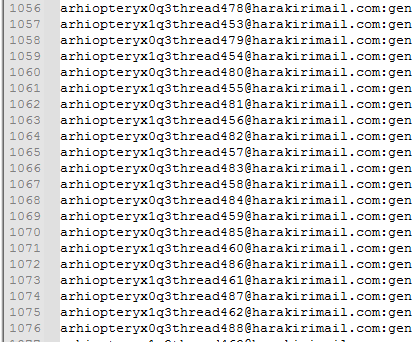 1056 arhiopteryx0q3thread478@harakirimail.com:gen
1057 arhiopteryx1q3thread453@harakirimail.com:gen
1058 arhiopteryx0q3thread479@harakirimail.com:gen
1059 arhiopteryx1q3thread454@harakirimail.com:gen
1060 arhiopteryx0q3thread480@harakirimail.com:gen
1061 arhiopteryx1q3thread455@harakirimail.com:gen
1062 arhiopteryx0q3thread481@harakirimail.com:gen
1063 arhiopteryx1q3thread456@harakirimail.com:gen
1064 arhiopteryx0q3thread482@harakirimail.com:gen
1065 arhiopteryx1q3thread457@harakirimail.com:gen
1066 arhiopteryx0q3thread483@harakirimail.com:gen
1067 arhiopteryx1q3thread458@harakirimail.com:gen
1068 arhiopteryx0q3thread484@harakirimail.com:gen
1069 arhiopteryx1q3thread459@harakirimail.com:gen
1070 arhiopteryx0q3thread485@harakirimail.com:gen
1071 arhiopteryx1q3thread460@harakirimail.com:gen
1072 arhiopteryx0q3thread486@harakirimail.com:gen
1073 arhiopteryx1q3thread461@harakirimail.com:gen
1074 arhiopteryx0q3thread487@harakirimail.com:gen
1075 arhiopteryx1q3thread462@harakirimail.com:gen
1076 arhiopteryx0q3thread488@harakirimail.com:gen